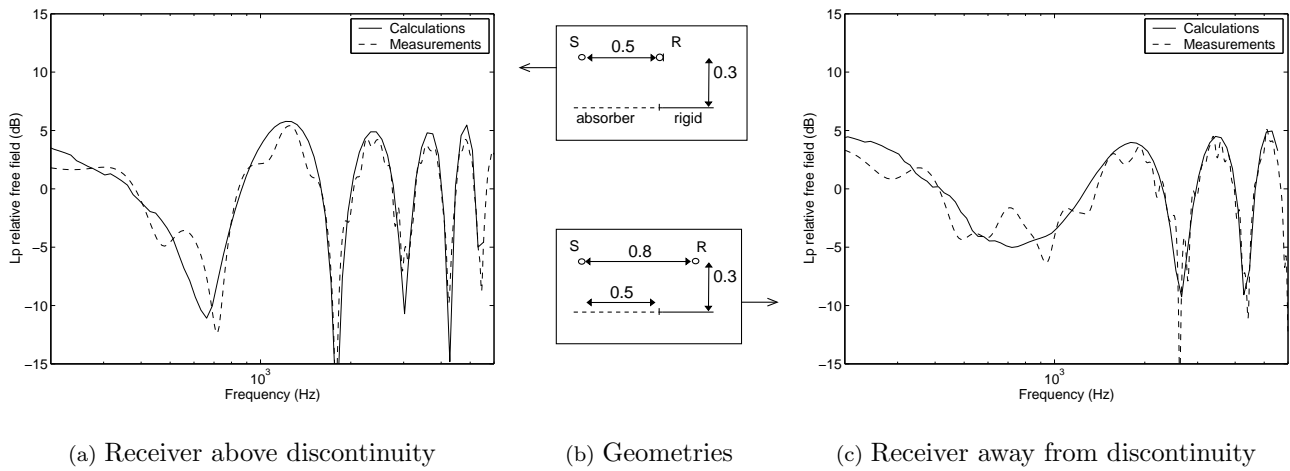 Lp relative free field (dB)
15
10
5
0
−5
−10
−15
10³
Frequency (Hz)
Calculations
Measurements
S
R
0.5
0.3
absorber
rigid
S
R
0.8
0.3
0.5
Lp relative free field (dB)
15
10
5
0
−5
−10
−15
10³
Frequency (Hz)
Calculations
Measurements
(a) Receiver above discontinuity
(b) Geometries
(c) Receiver away from discontinuity